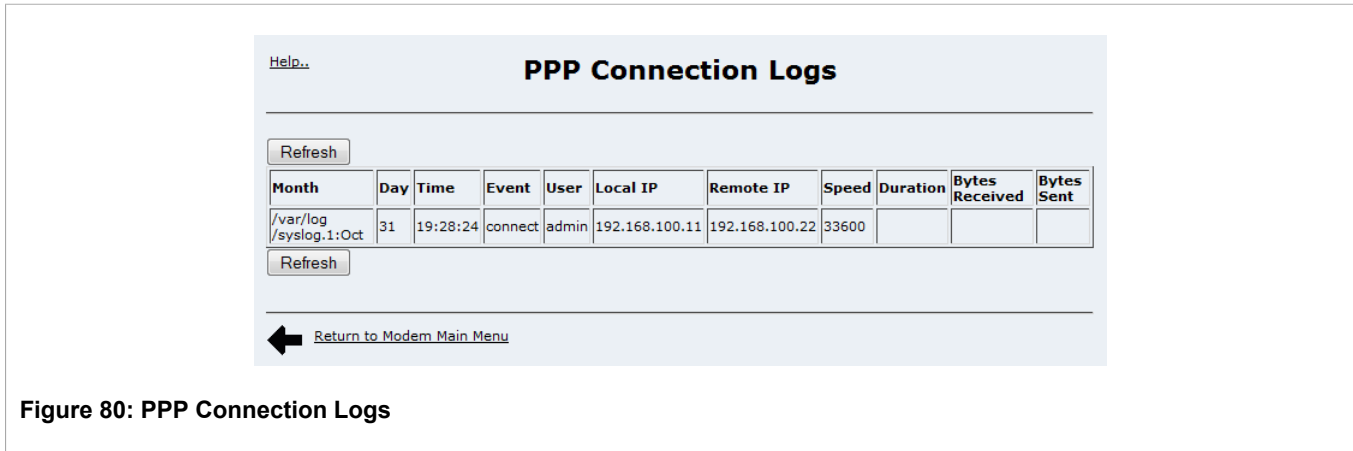 Help..
PPP Connection Logs
Refresh
Month Day Time Event User Local IP Remote IP Speed Duration Bytes Received Bytes Sent
/var/log/syslog.1:Oct 31 19:28:24 connect admin 192.168.100.11 192.168.100.22 33600
Refresh
Return to Modem Main Menu
Figure 80: PPP Connection Logs